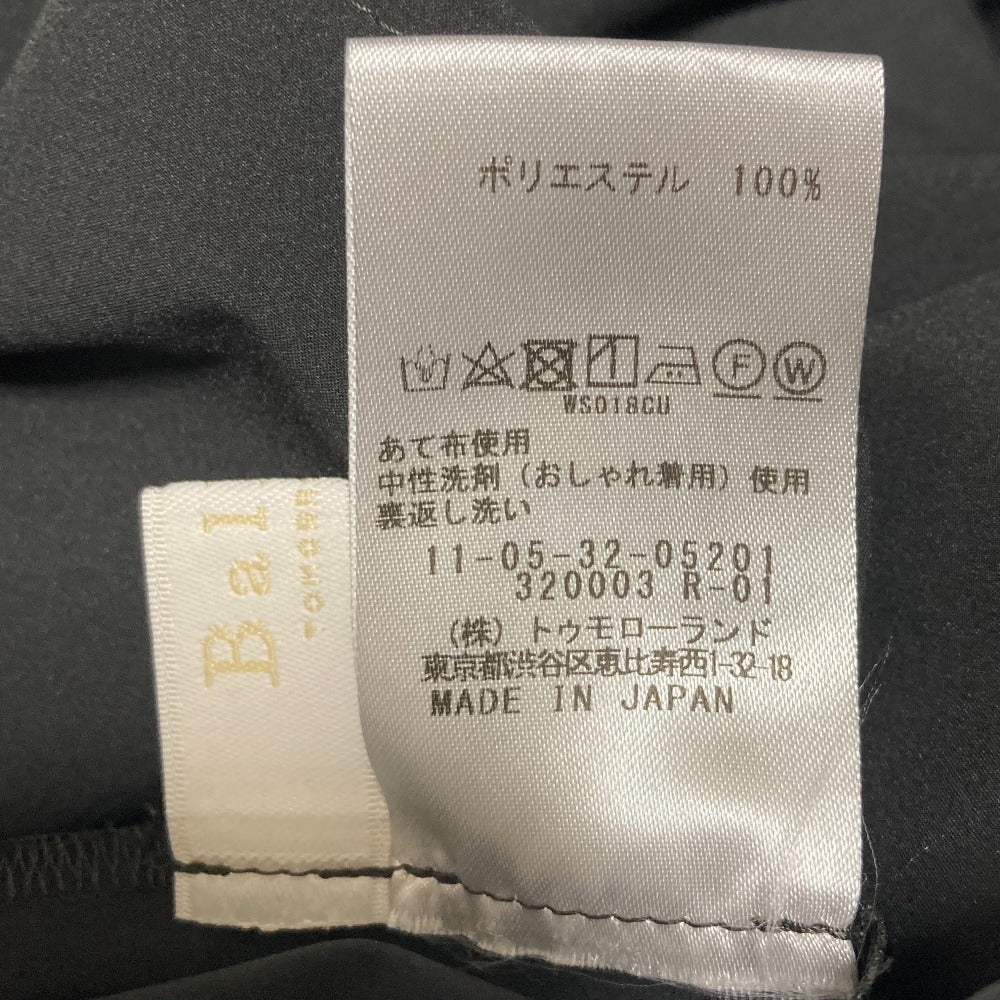 ポリエステル 100%
F W
WS018CU
あて布使用
中性洗剤(おしゃれ着用)使用
裏返し洗い
11-05-32-05201
320003 R-01
(株) トゥモローランド
東京都渋谷区恵比寿西1-32-18
MADE IN JAPAN
Bal